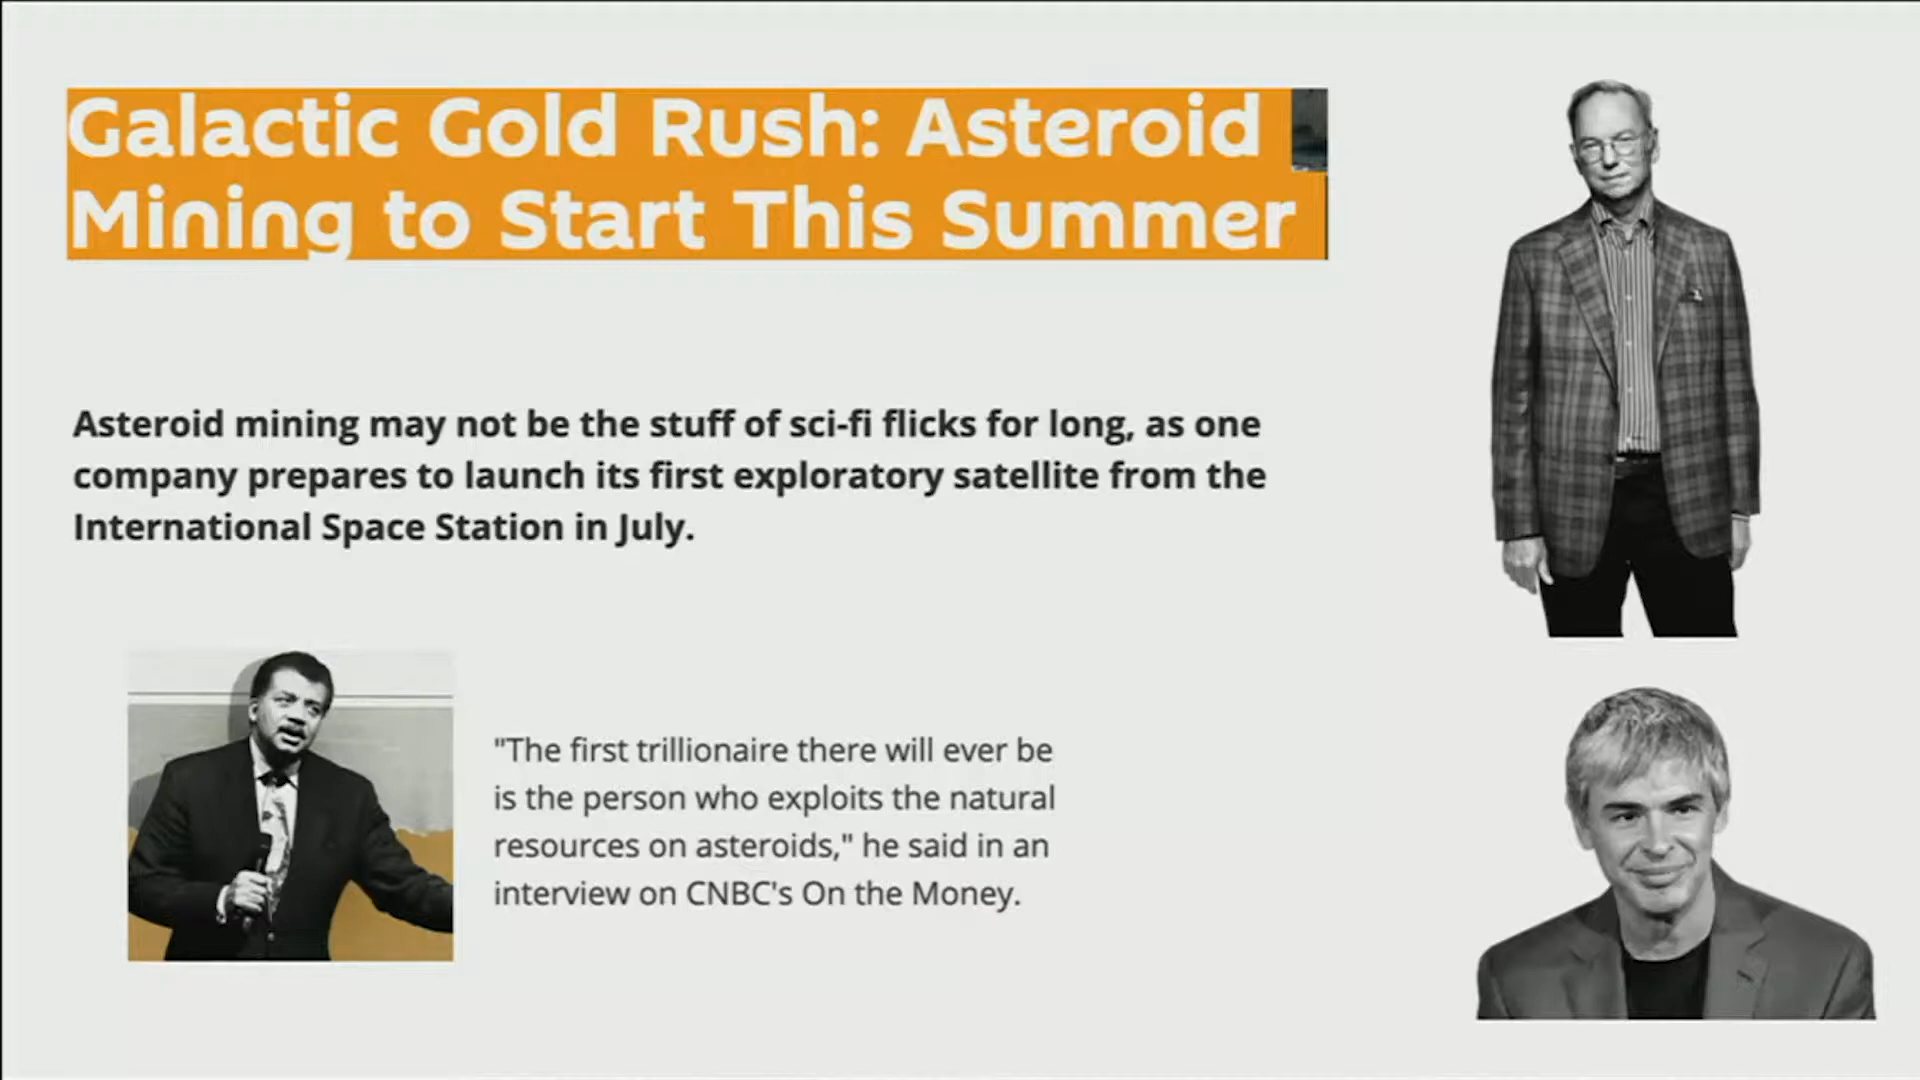 Galactic Gold Rush: Asteroid
Mining to Start This Summer
Asteroid mining may not be the stuff of sci-fi flicks for long, as one
company prepares to launch its first exploratory satellite from the
International Space Station in July.
"The first trillionaire there will ever be
is the person who exploits the natural
resources on asteroids," he said in an
interview on CNBC's On the Money.